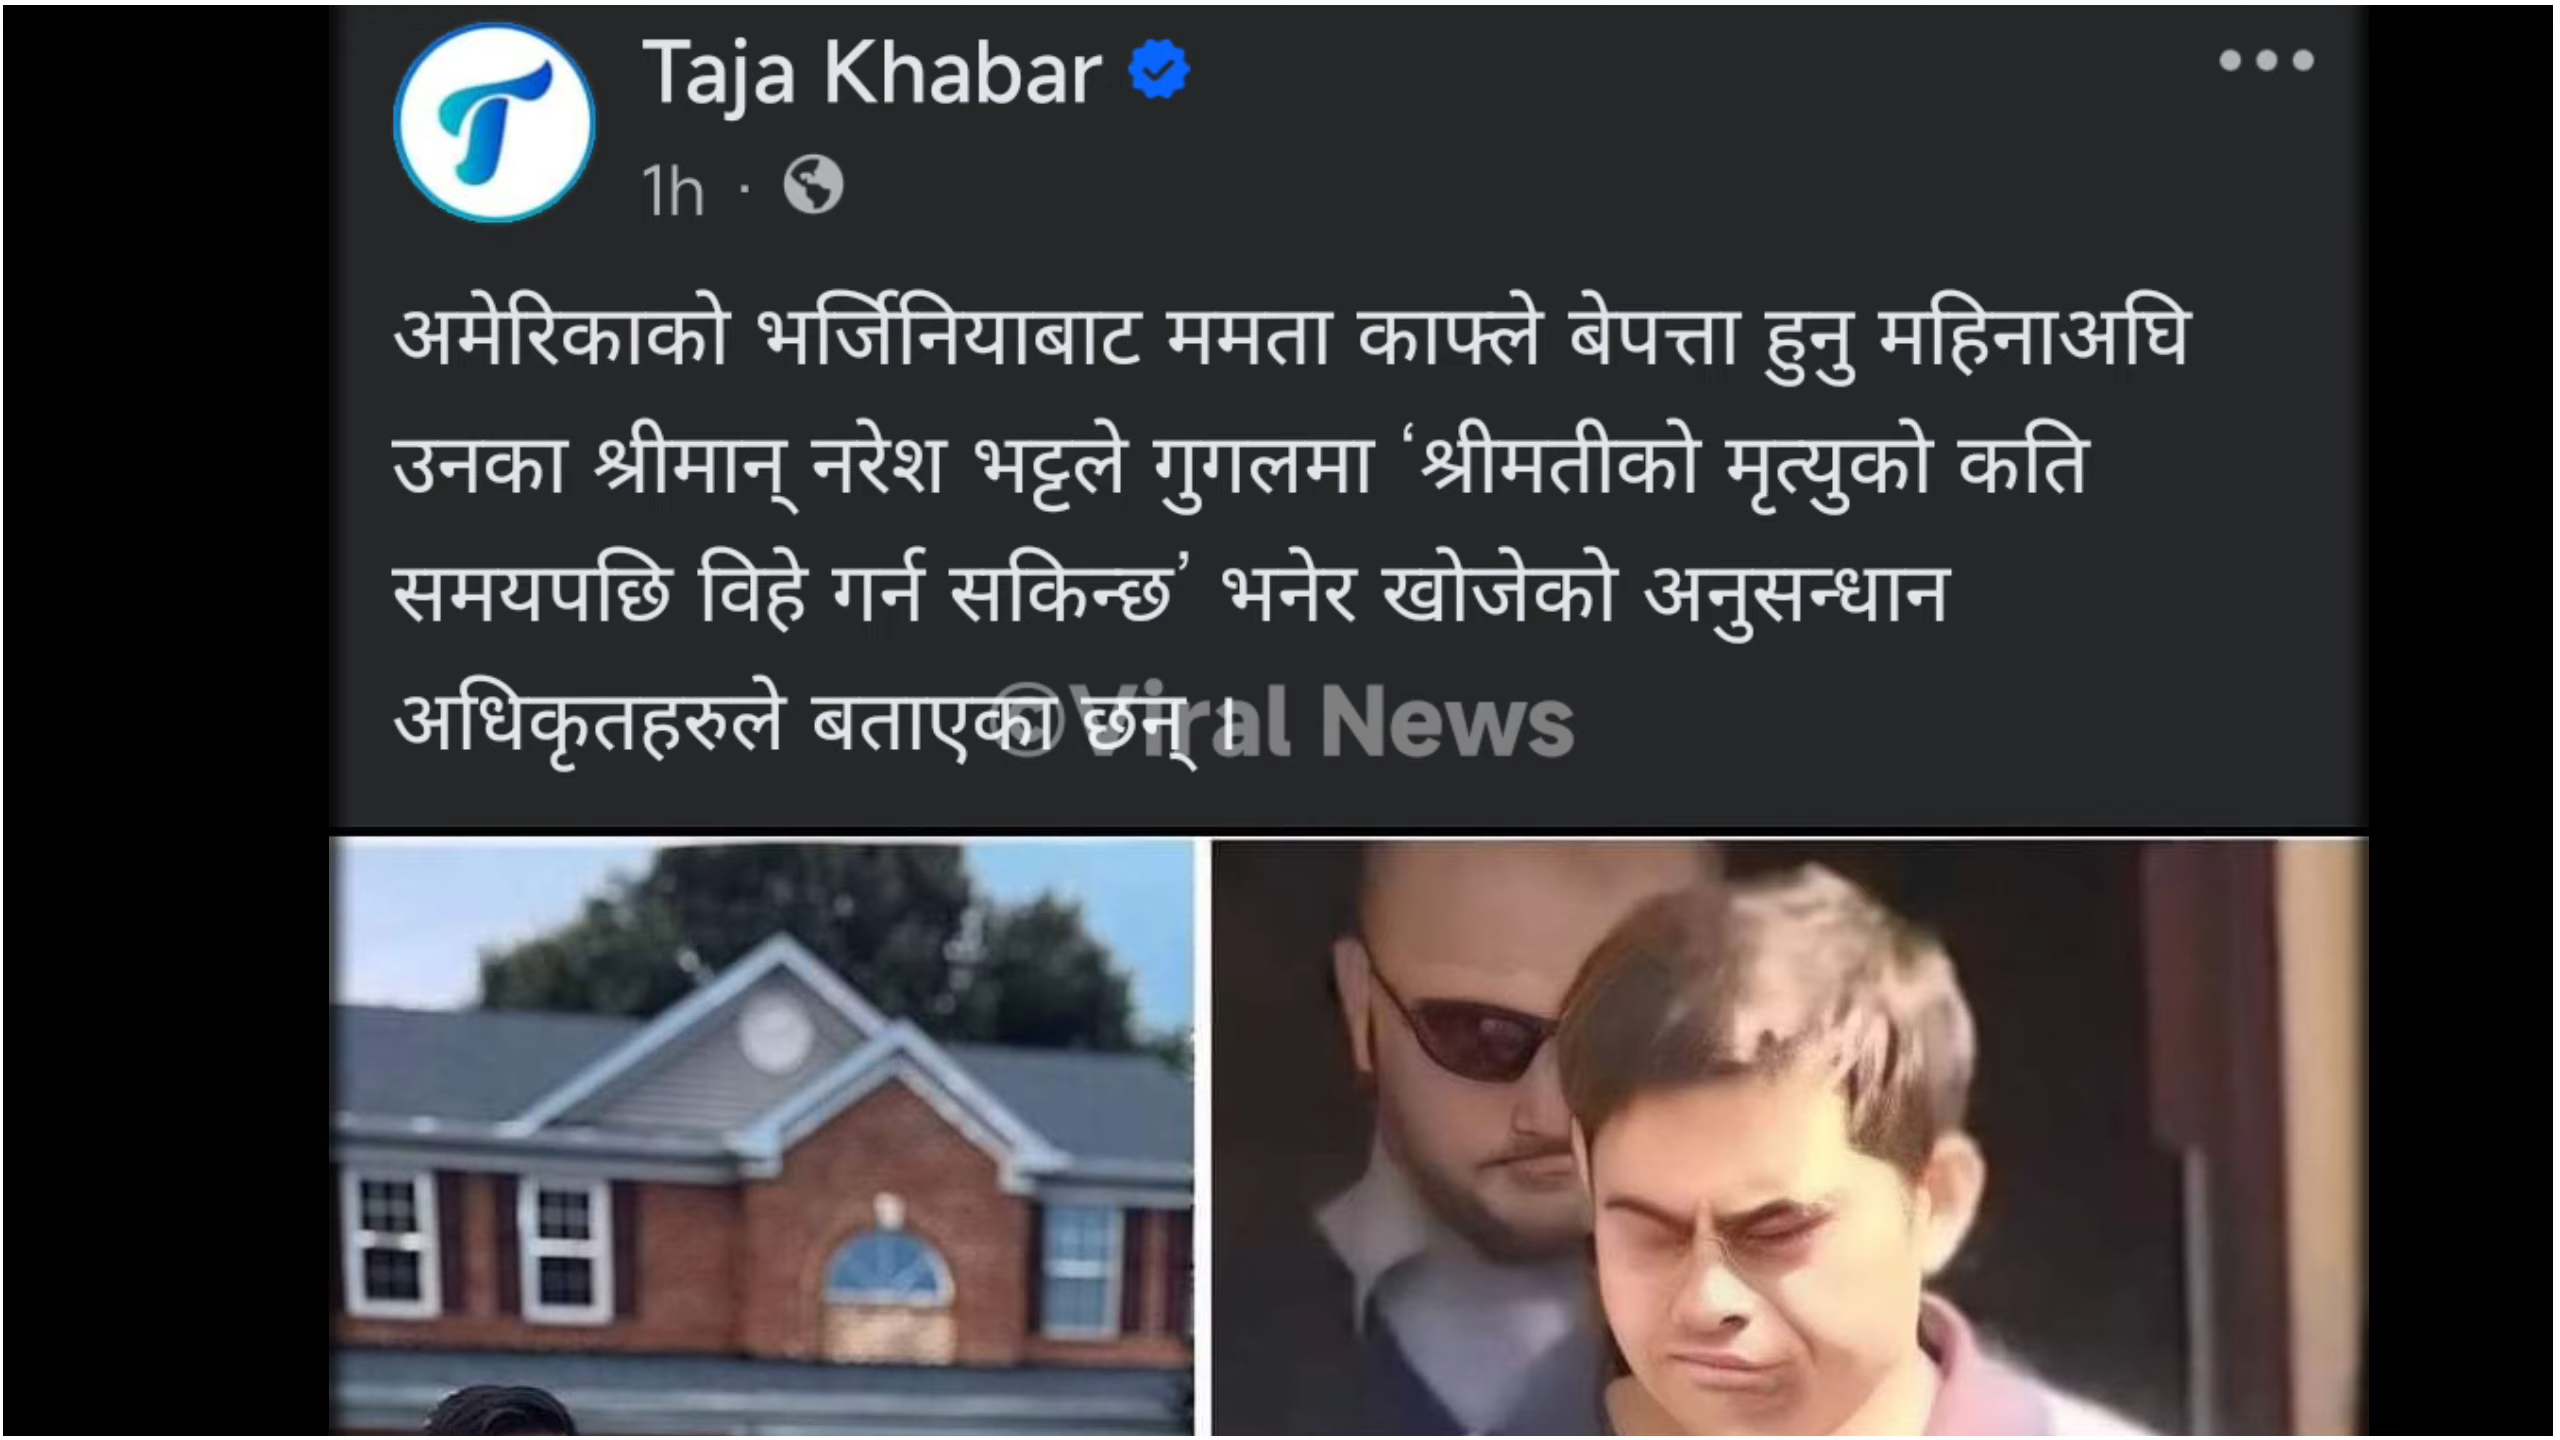 Taja Khabar
1h ·
अमेरिकाको भर्जिनियाबाट ममता काफ्ले बेपत्ता हुनु महिनाअघि
उनका श्रीमान् नरेश भट्टले गुगलमा ‘श्रीमतीको मृत्युको कति
समयपछि विहे गर्न सकिन्छ’ भनेर खोजेको अनुसन्धान
अधिकृतहरुले बताएका छन् ।
©Viral News